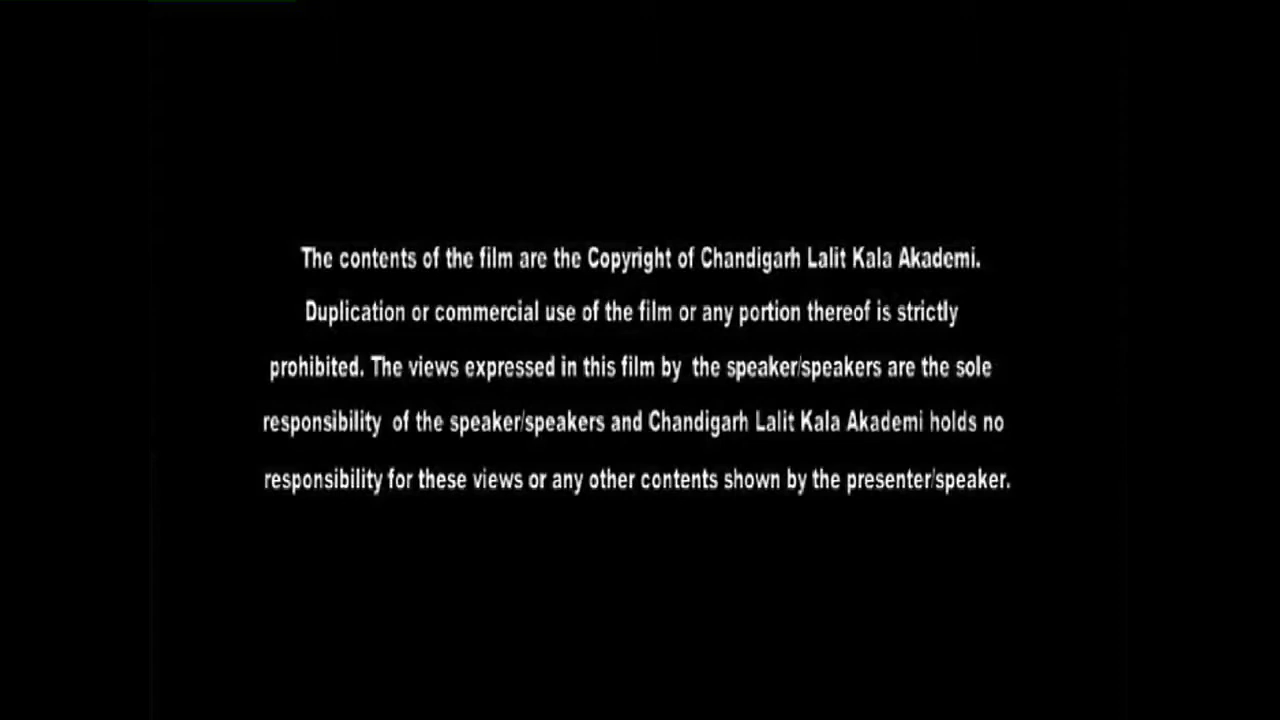 The contents of the film are the Copyright of Chandigarh Lalit Kala Akademi.
Duplication or commercial use of the film or any portion thereof is strictly
prohibited. The views expressed in this film by the speaker/speakers are the sole
responsibility of the speaker/speakers and Chandigarh Lalit Kala Akademi holds no
responsibility for these views or any other contents shown by the presenter/speaker.